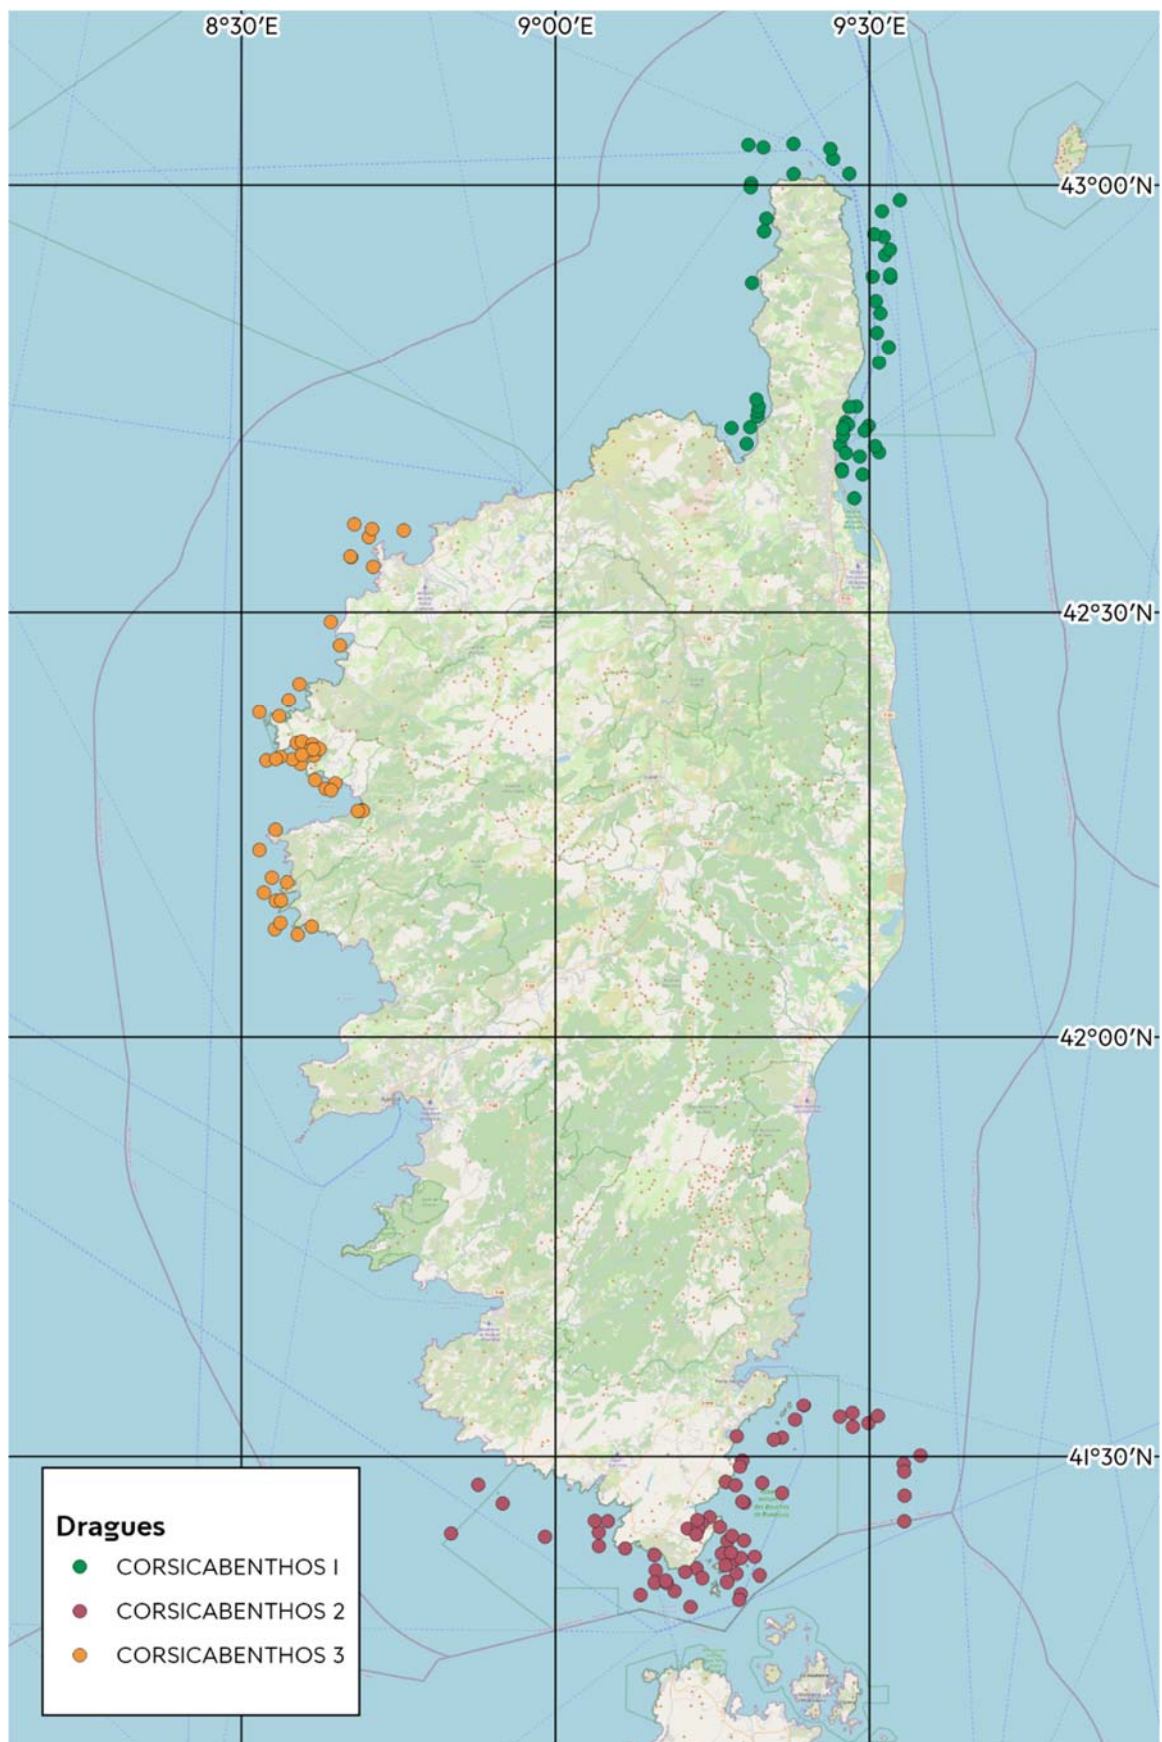 8°30′E 9°00′E 9°30′E
43°00′N
42°30′N
42°00′N
41°30′N
Dragues
CORSICABENTHOS I
CORSICABENTHOS 2
CORSICABENTHOS 3